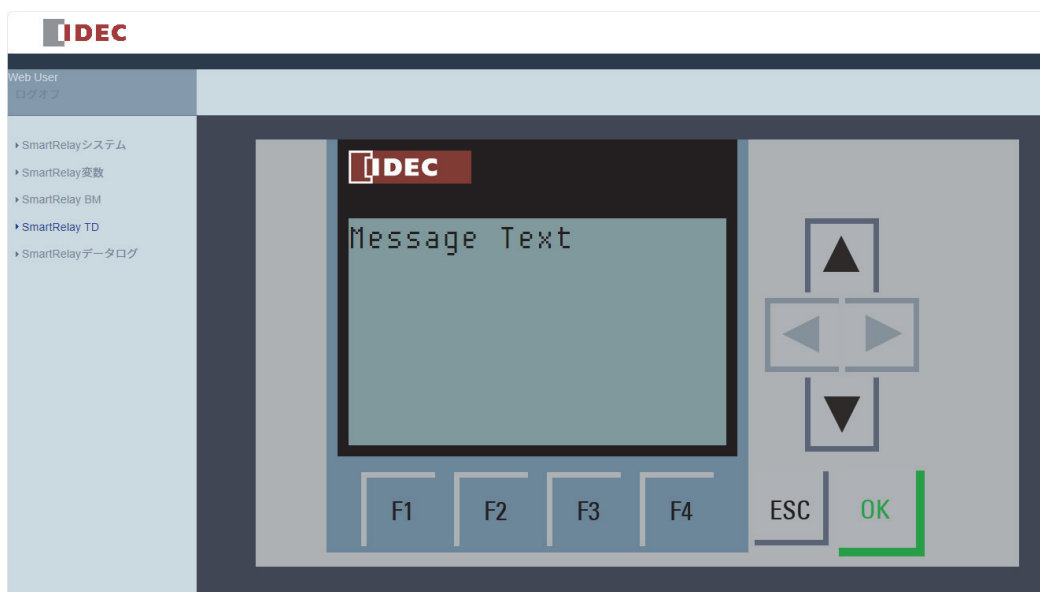 IDEC
Web User
ログオフ
SmartRelayシステム
SmartRelay変数
SmartRelay BM
SmartRelay TD
SmartRelayデータログ
IDEC
Message Text
F1 F2 F3 F4 ESC OK